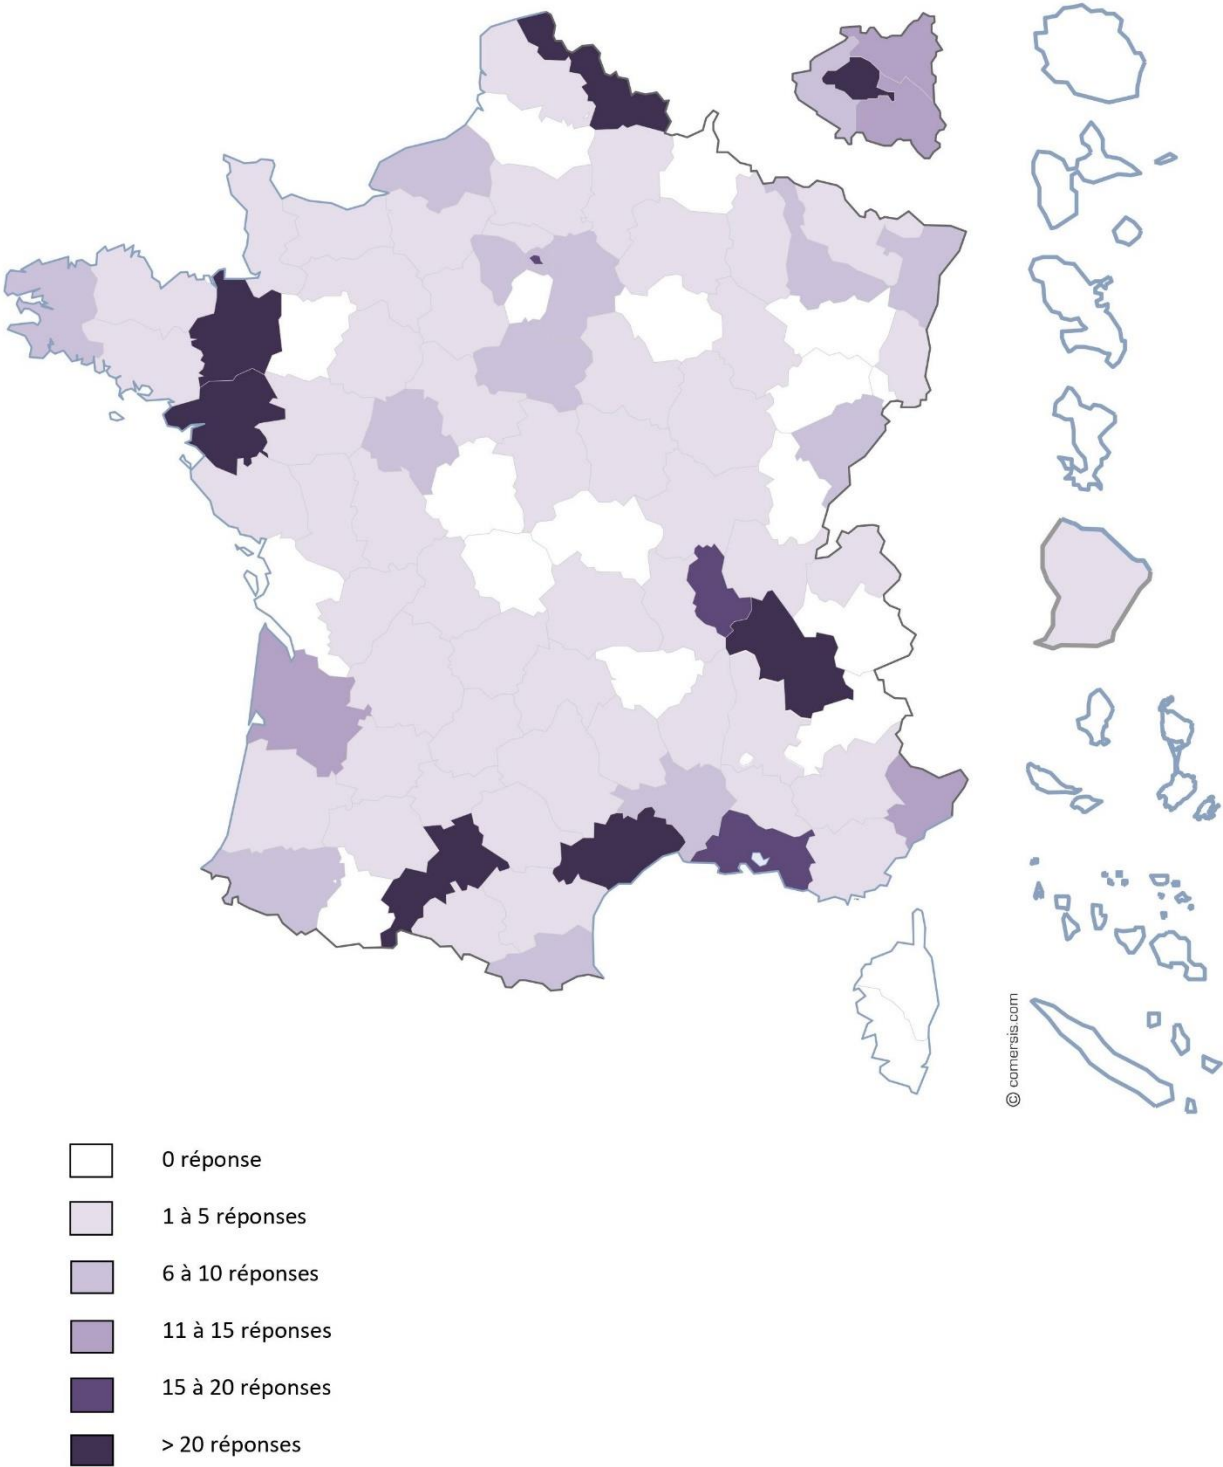 © comersis.com
0 réponse
1 à 5 réponses
6 à 10 réponses
11 à 15 réponses
15 à 20 réponses
> 20 réponses